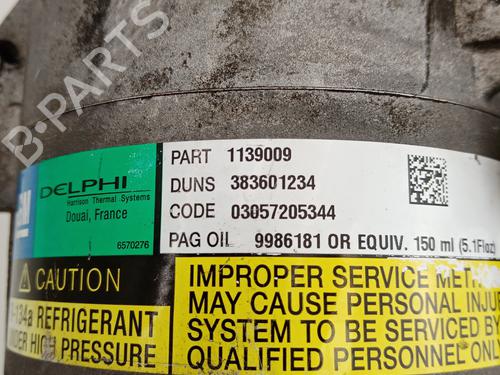 B-PARTS
DELPHI
Harrison Thermal Systems
Douai, France
6570276
PART 1139009
DUNS 383601234
CODE 03057205344
PAG OIL 9986181 OR EQUIV. 150 ml (5.1Floz)
CAUTION
-134a REFRIGERANT
HIGH PRESSURE
IMPROPER SERVICE
MAY CAUSE PERSONAL
SYSTEM TO BE SERVICED BY
QUALIFIED PERSONNEL ONLY